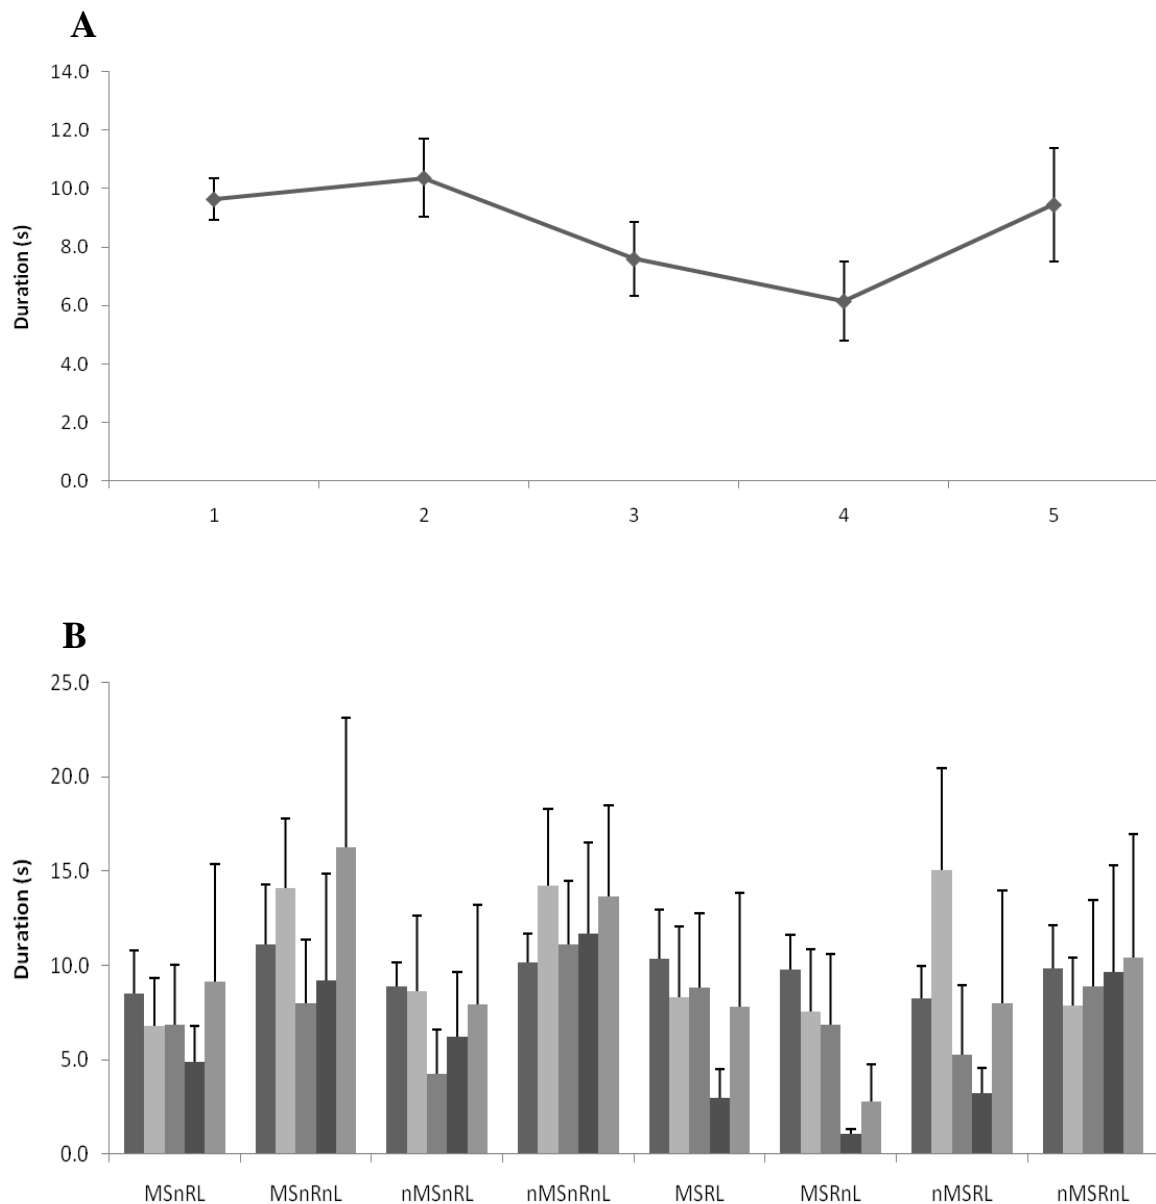 A
14.0
12.0
10.0
8.0
6.0
4.0
2.0
0.0
Duration (s)
1 2 3 4 5
B
25.0
20.0
15.0
10.0
5.0
0.0
Duration (s)
MSnRL MSnRnL nMSnRL nMSnRnL MSRL MSRnL nMSRL nMSRnL